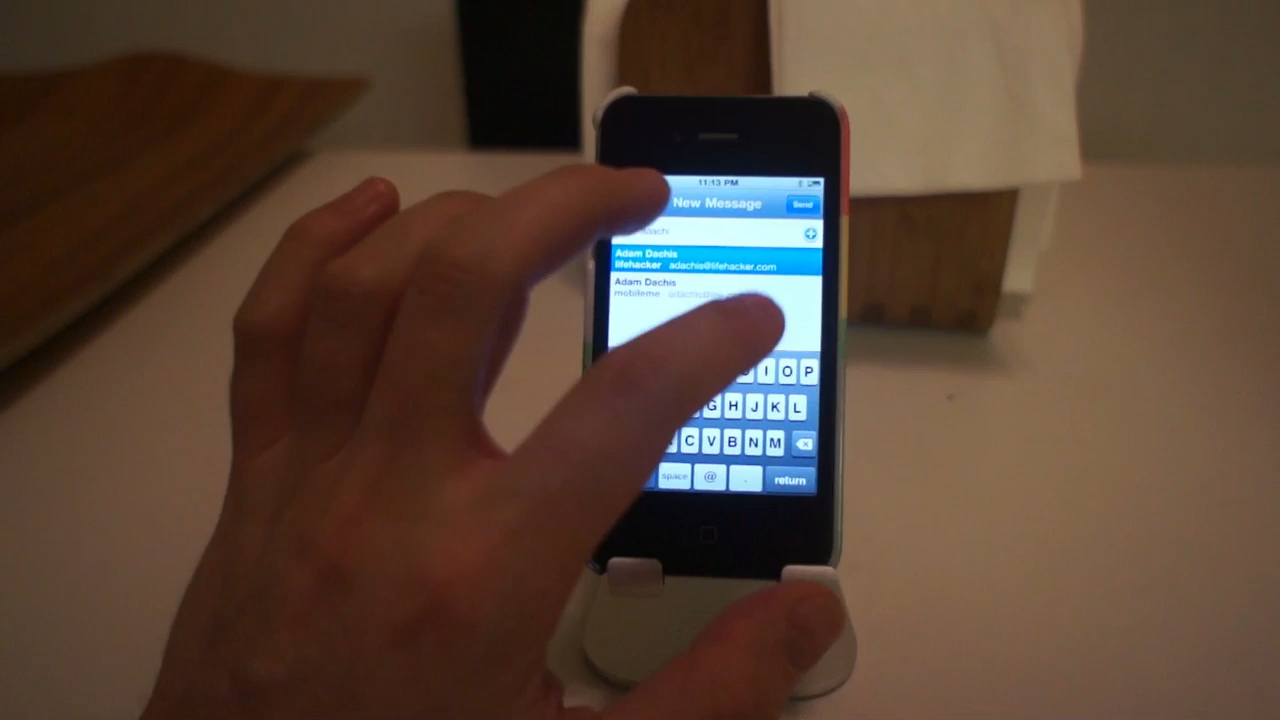 11:13 PM
New Message Send
Adam Dachis
lifehacker adachis@lifehacker.com
Adam Dachis
mobileme
I O P
G H J K L
C V B N M
space @ . return